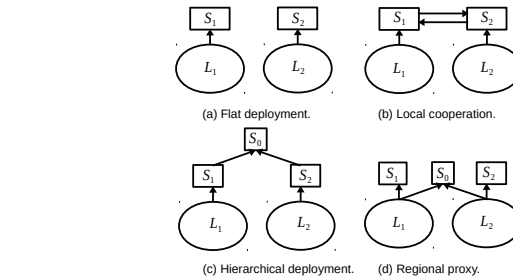 S1 S2 S1 S2
L1 L2 L1 L2
(a) Flat deployment. (b) Local cooperation.
S0
S1 S2 S1 S0 S2
L1 L2 L1 L2
(c) Hierarchical deployment. (d) Regional proxy.